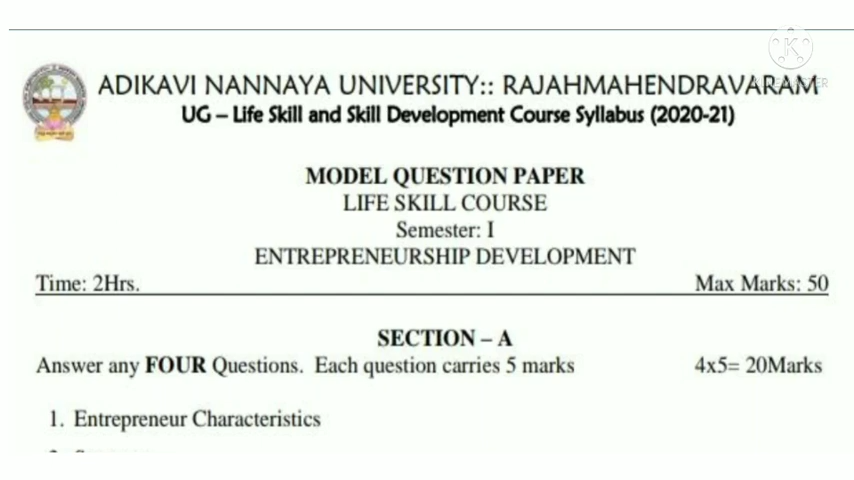 ADIKAVI NANNAYA UNIVERSITY:: RAJAHMAHENDRAVARAM
UG – Life Skill and Skill Development Course Syllabus (2020-21)
MODEL QUESTION PAPER
LIFE SKILL COURSE
Semester: I
ENTREPRENEURSHIP DEVELOPMENT
Time: 2Hrs. Max Marks: 50
SECTION – A
Answer any FOUR Questions. Each question carries 5 marks 4x5= 20Marks
1. Entrepreneur Characteristics